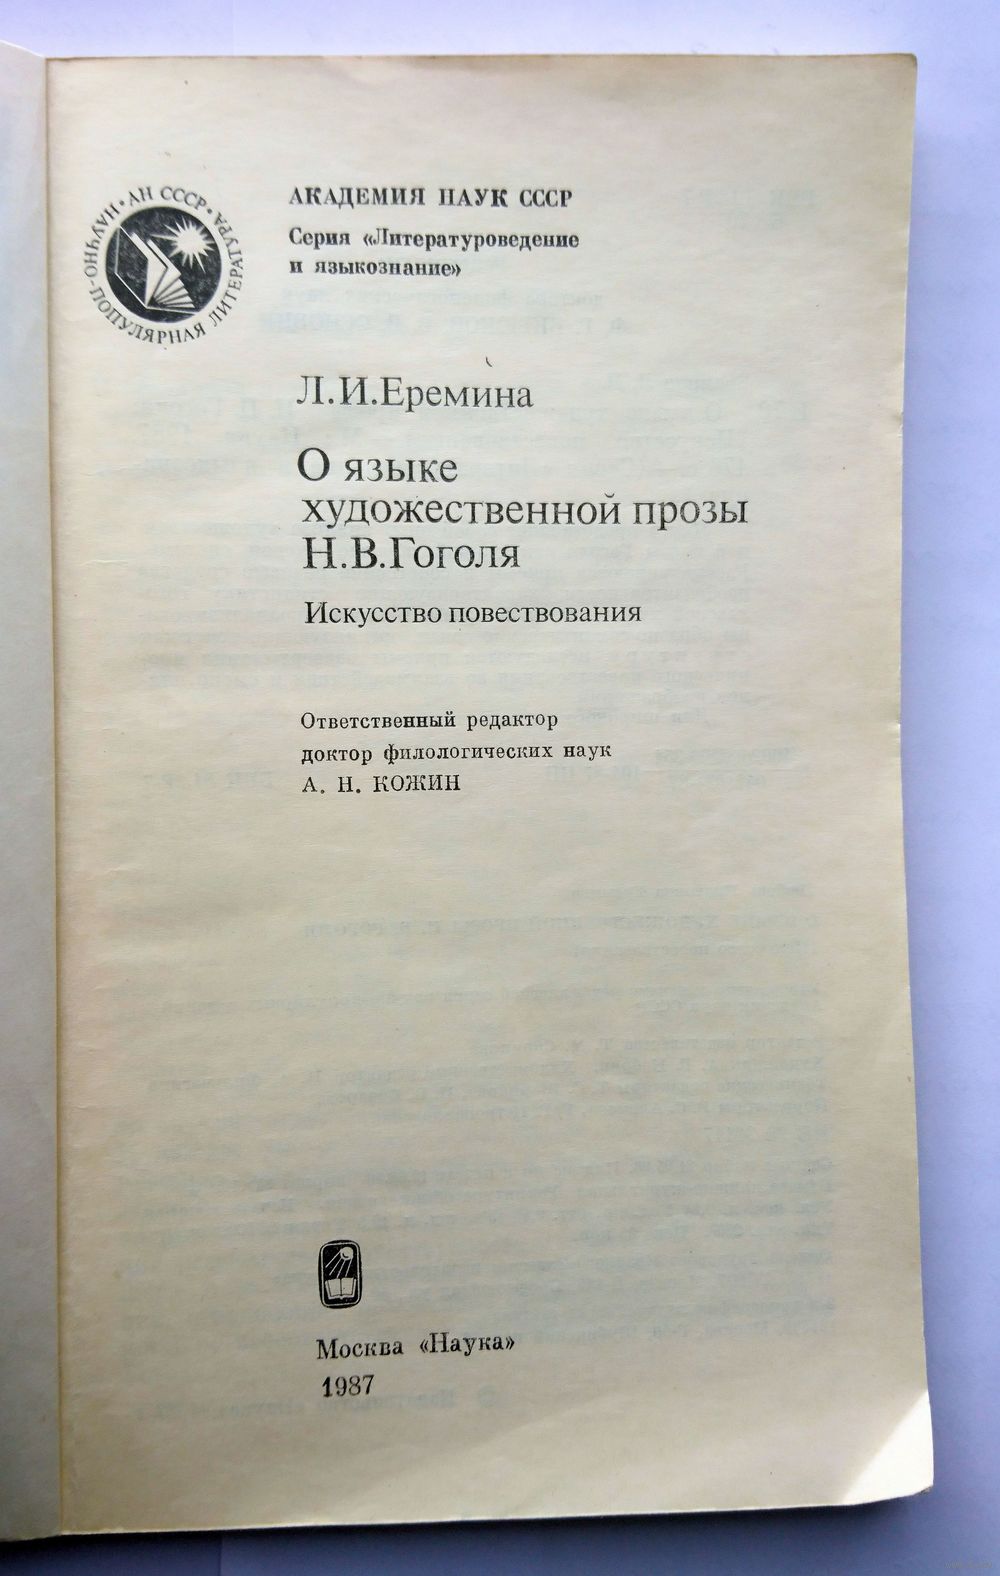 НАУЧНО-ПОПУЛЯРНАЯ ЛИТЕРАТУРА • АН СССР •
АКАДЕМИЯ НАУК СССР
Серия «Литературоведение
и языкознание»
Л.И.Еремина
О языке
художественной прозы
Н.В.Гоголя
Искусство повествования
Ответственный редактор
доктор филологических наук
А. Н. КОЖИН
Москва «Наука»
1987